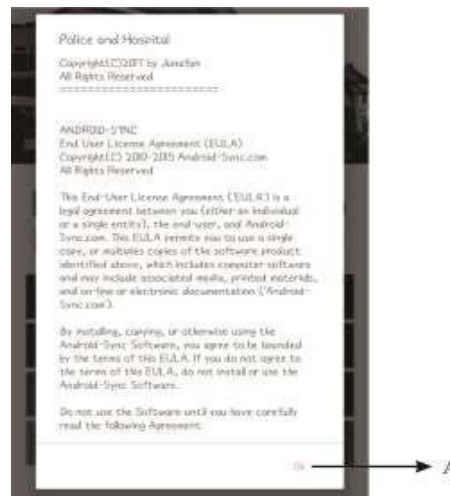 Police and Hospital
Copyright(C)2017 by
All Rights Reserved
========================
ANDROID-SYNC
End User License Agreement (EULA)
Copyright(C) 2010-2015 Android-Sync.com
All Rights Reserved
This End-User License Agreement ('EULA') is a
legal agreement between you (either an individual
or a single entity), the end-user, and Android-
Sync.com. This EULA permits you to use a single
copy, or multiples copies of the software product
identified above, which includes computer software
and may include associated media, printed materials,
and on-line or electronic documentation ('Android-
Sync.com').
By installing, copying, or otherwise using the
Android-Sync Software, you agree to be bounded
by the terms of this EULA. If you do not agree to
the terms of this EULA, do not install or use the
Android-Sync Software.
Do not use the Software until you have carefully
read the following Agreement.
Ok
A